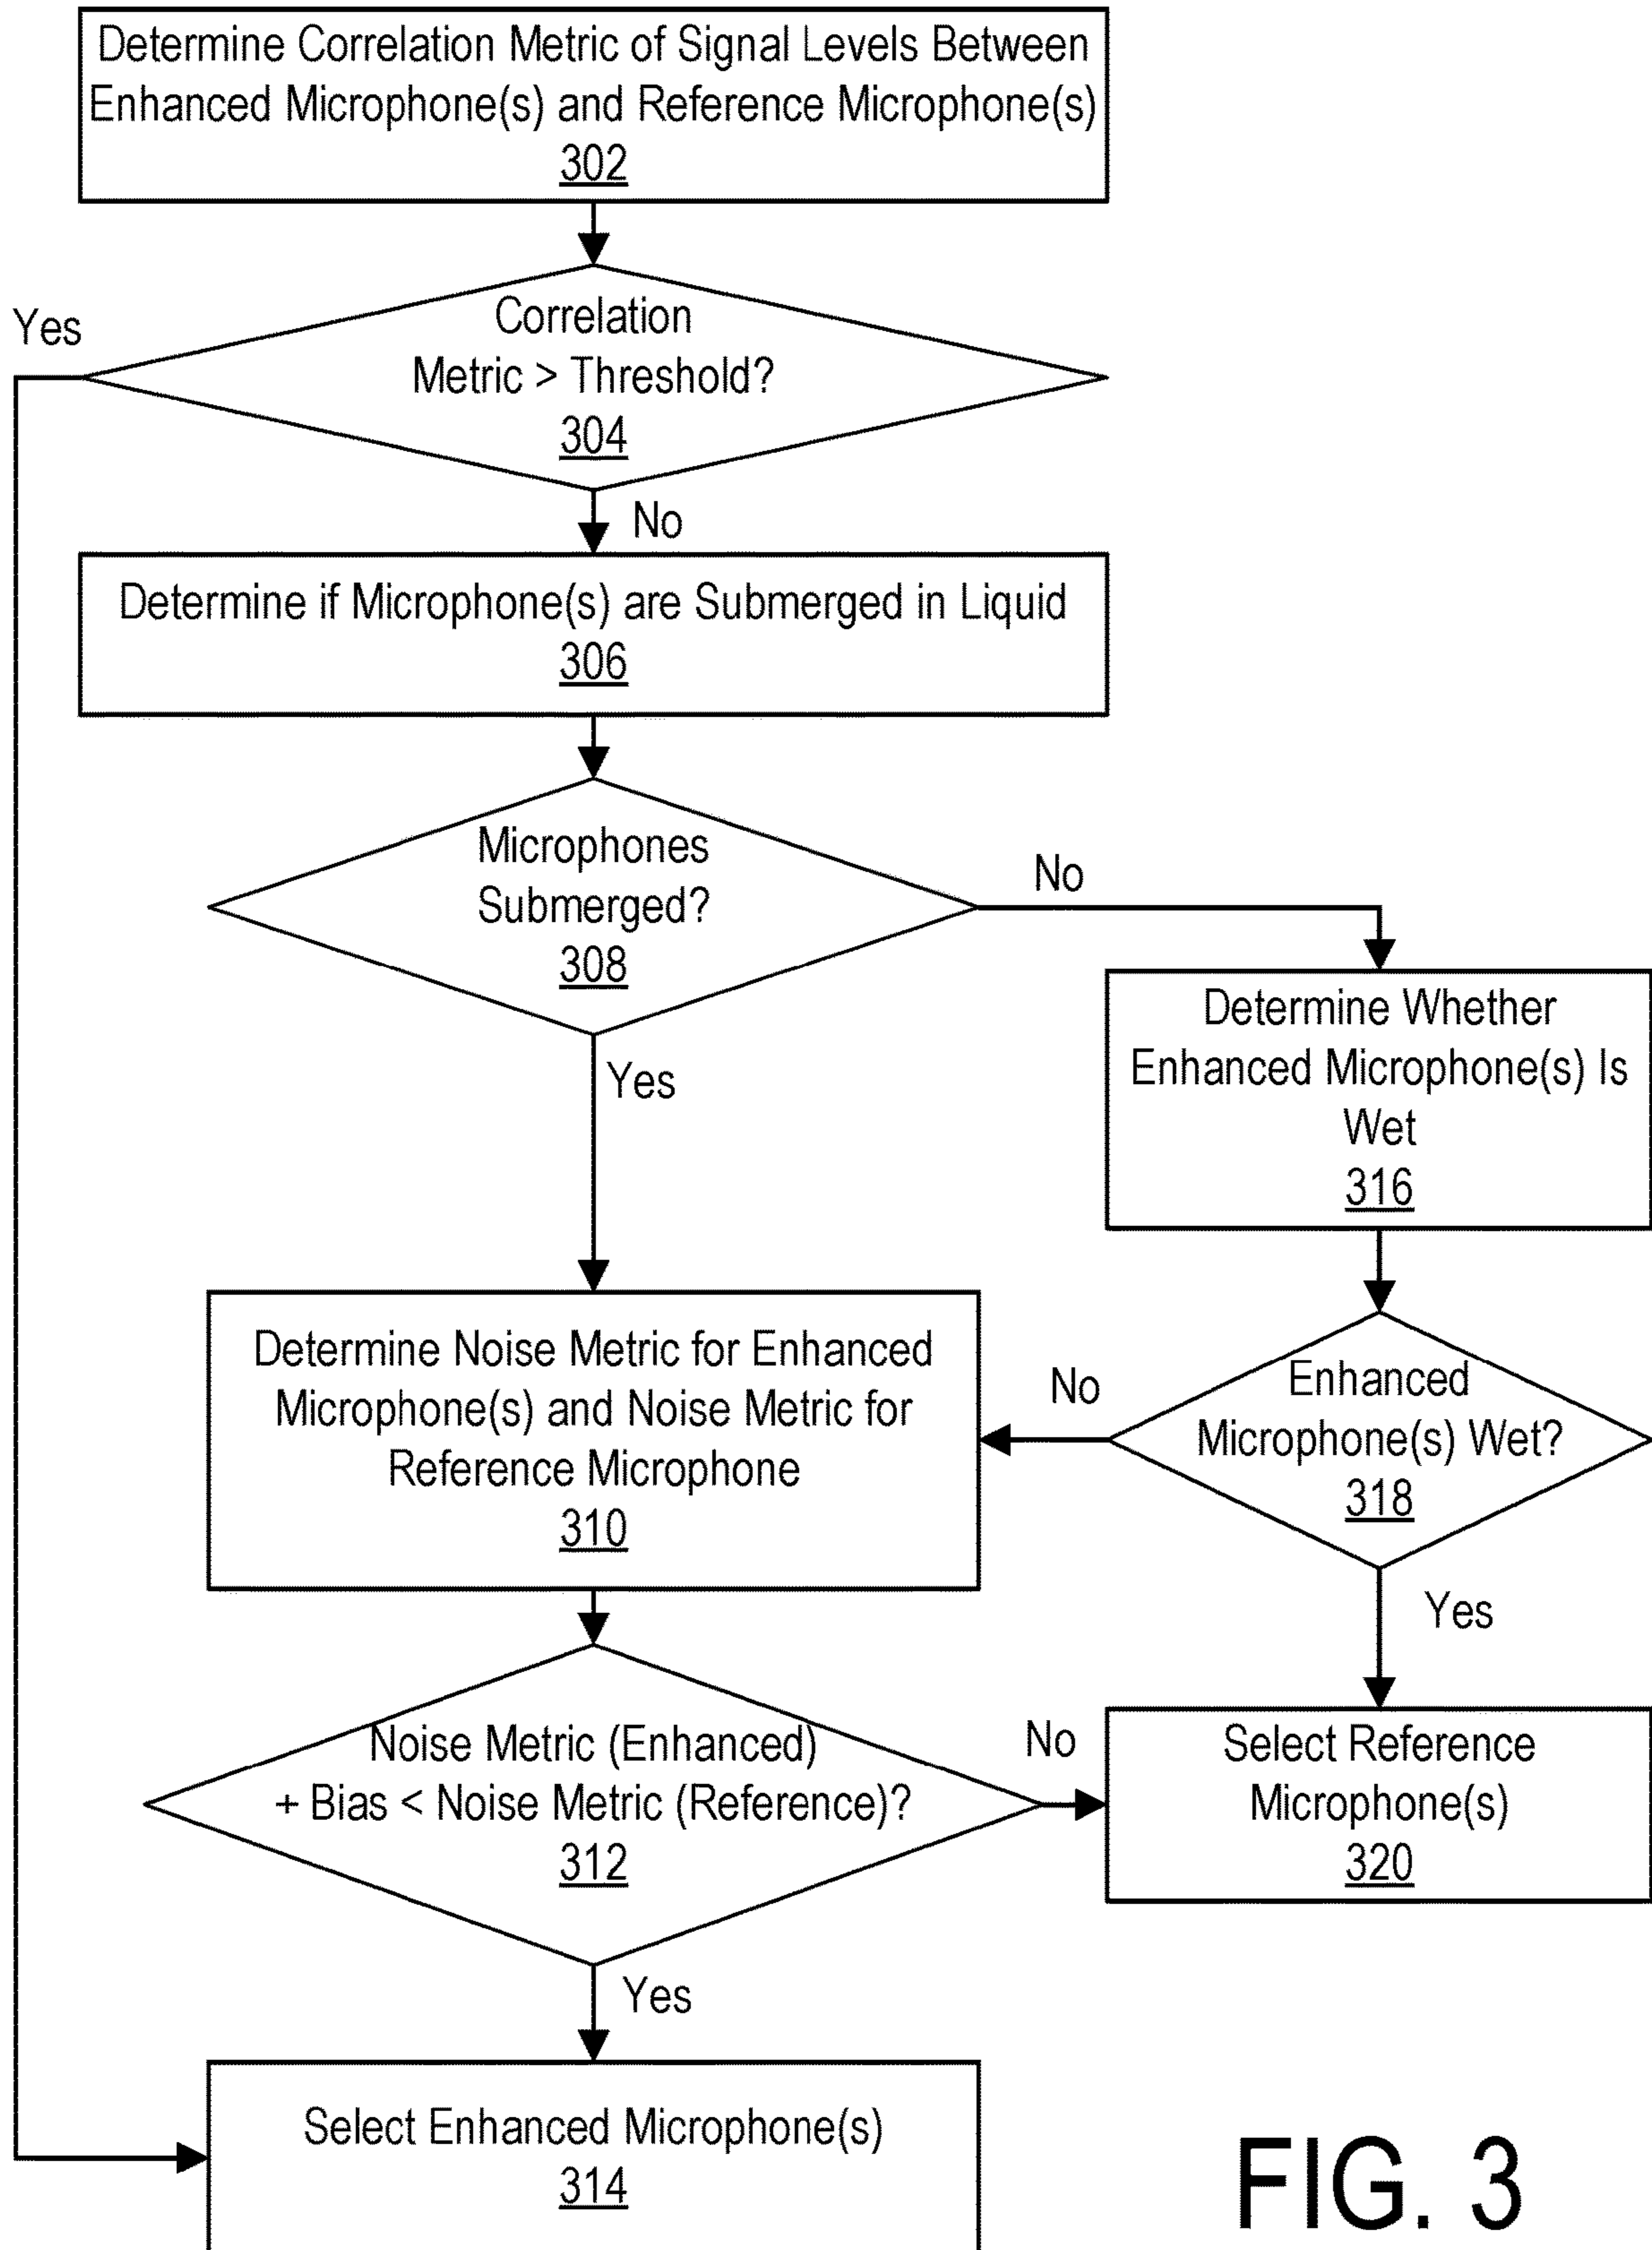 Determine Correlation Metric of Signal Levels Between
Enhanced Microphone(s) and Reference Microphone(s)
302
Yes
Correlation
Metric > Threshold?
304
No
Determine if Microphone(s) are Submerged in Liquid
306
Microphones
Submerged?
308
No
Yes
Determine Whether
Enhanced Microphone(s) Is
Wet
316
Determine Noise Metric for Enhanced
Microphone(s) and Noise Metric for
Reference Microphone
310
No
Enhanced
Microphone(s) Wet?
318
Yes
Noise Metric (Enhanced)
+ Bias < Noise Metric (Reference)?
312
No
Select Reference
Microphone(s)
320
Yes
Select Enhanced Microphone(s)
314
FIG. 3